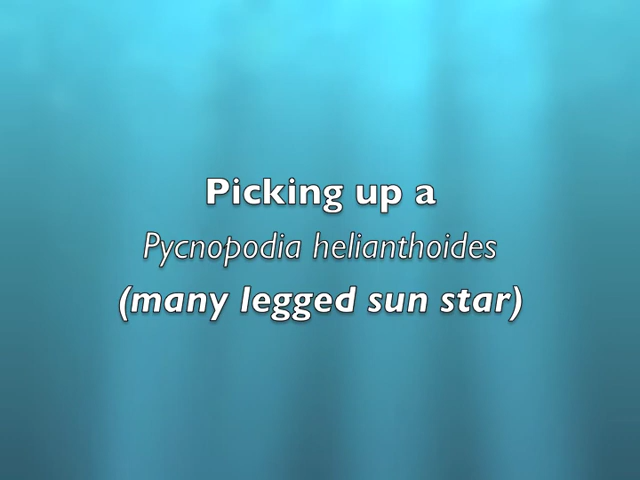 Picking up a
Pycnopodia helianthoides
(many legged sun star)